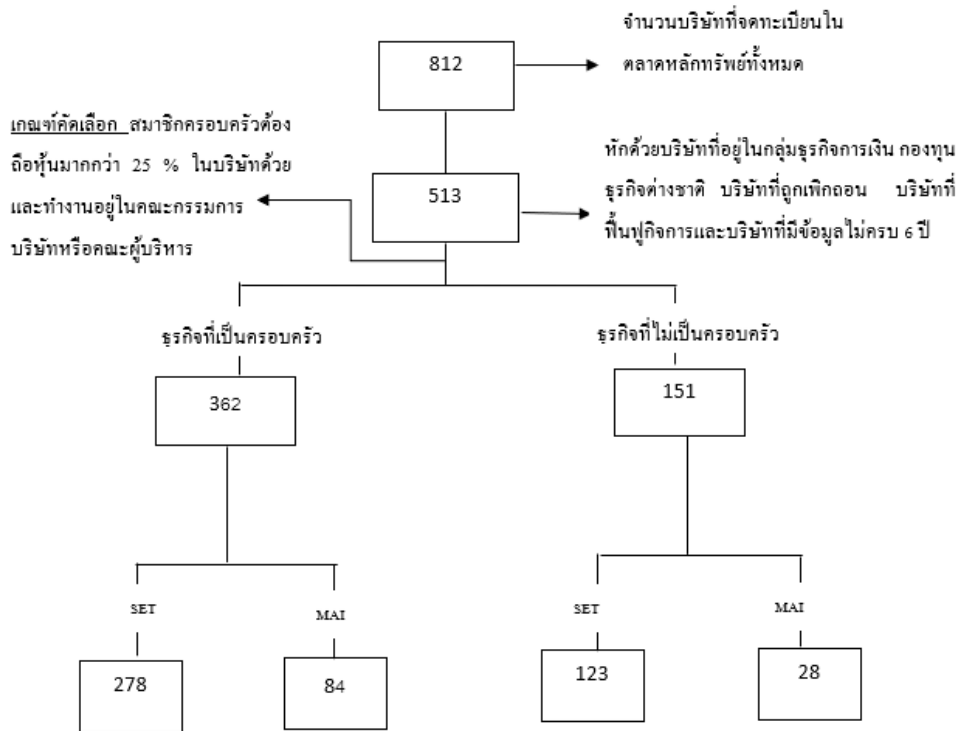 จำนวนบริษัทที่จดทะเบียนใน
ตลาดหลักทรัพย์ทั้งหมด
812
เกณฑ์คัดเลือก สมาชิกครอบครัวต้อง
ถือหุ้นมากกว่า 25 % ในบริษัทด้วย
และทำงานอยู่ในคณะกรรมการ
บริษัทหรือคณะผู้บริหาร
513
หักด้วยบริษัทที่อยู่ในกลุ่มธุรกิจการเงิน กองทุน
ธุรกิจต่างชาติ บริษัทที่ถูกเพิกถอน บริษัทที่
ฟื้นฟูกิจการและบริษัทที่มีข้อมูลไม่ครบ 6 ปี
ธุรกิจที่เป็นครอบครัว
ธุรกิจที่ไม่เป็นครอบครัว
362
151
SET
MAI
SET
MAI
278
84
123
28